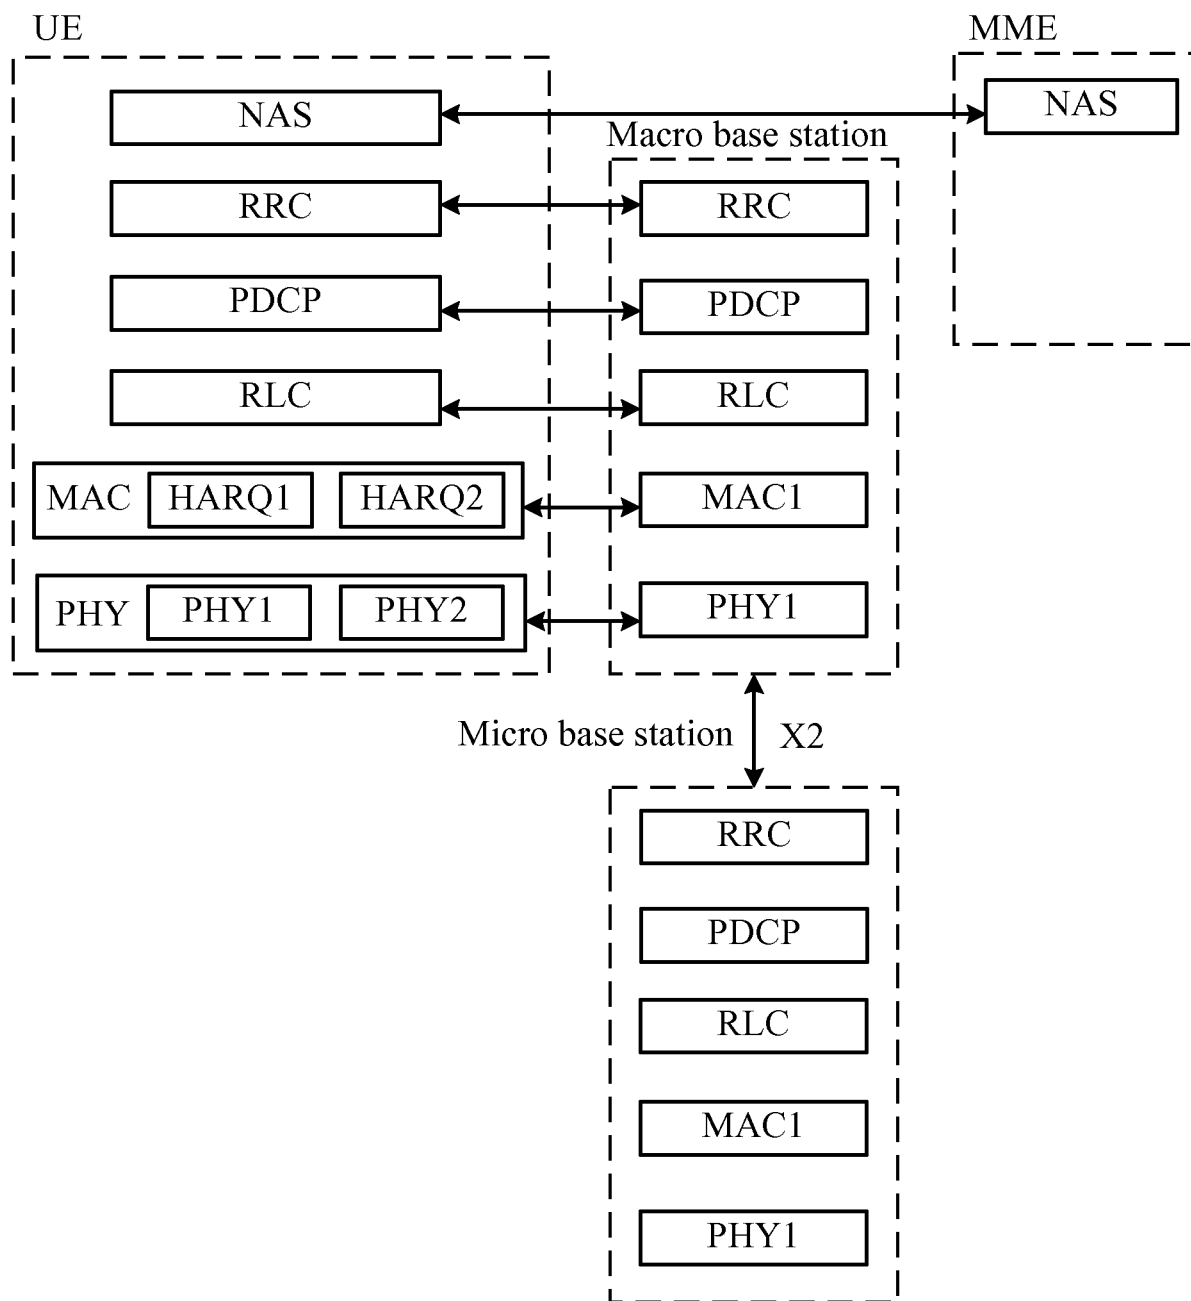 UE
MME
NAS
NAS
Macro base station
RRC
RRC
PDCP
PDCP
RLC
RLC
MAC HARQ1 HARQ2
MAC1
PHY PHY1 PHY2
PHY1
Micro base station
X2
RRC
PDCP
RLC
MAC1
PHY1